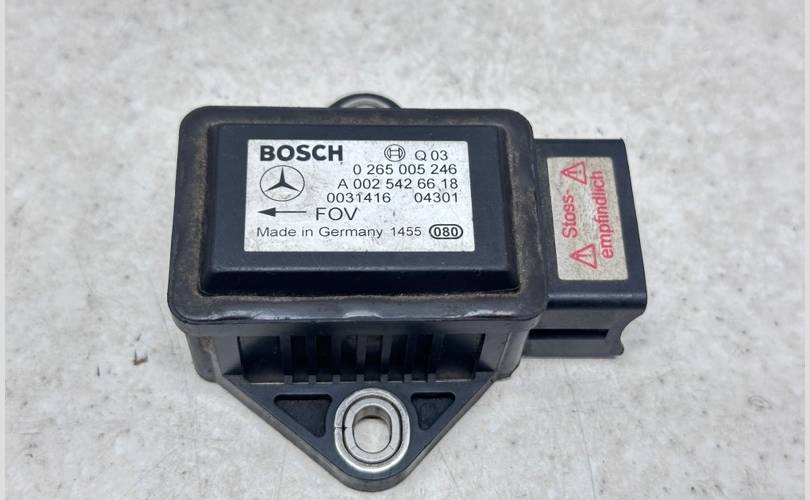 BOSCH Q 03
0 265 005 246
A 002 542 66 18
0031416 04301
FOV
Made in Germany 1455 080
Stoss-
empfindlich